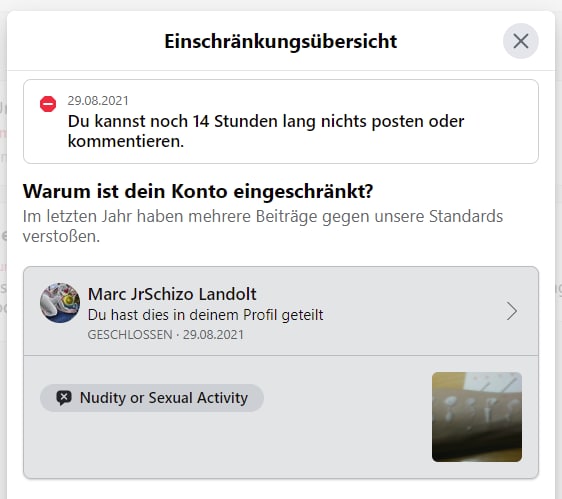 Einschränkungsübersicht
29.08.2021
Du kannst noch 14 Stunden lang nichts posten oder
kommentieren.
Warum ist dein Konto eingeschränkt?
Im letzten Jahr haben mehrere Beiträge gegen unsere Standards
verstoßen.
Marc JrSchizo Landolt
Du hast dies in deinem Profil geteilt
GESCHLOSSEN · 29.08.2021
Nudity or Sexual Activity